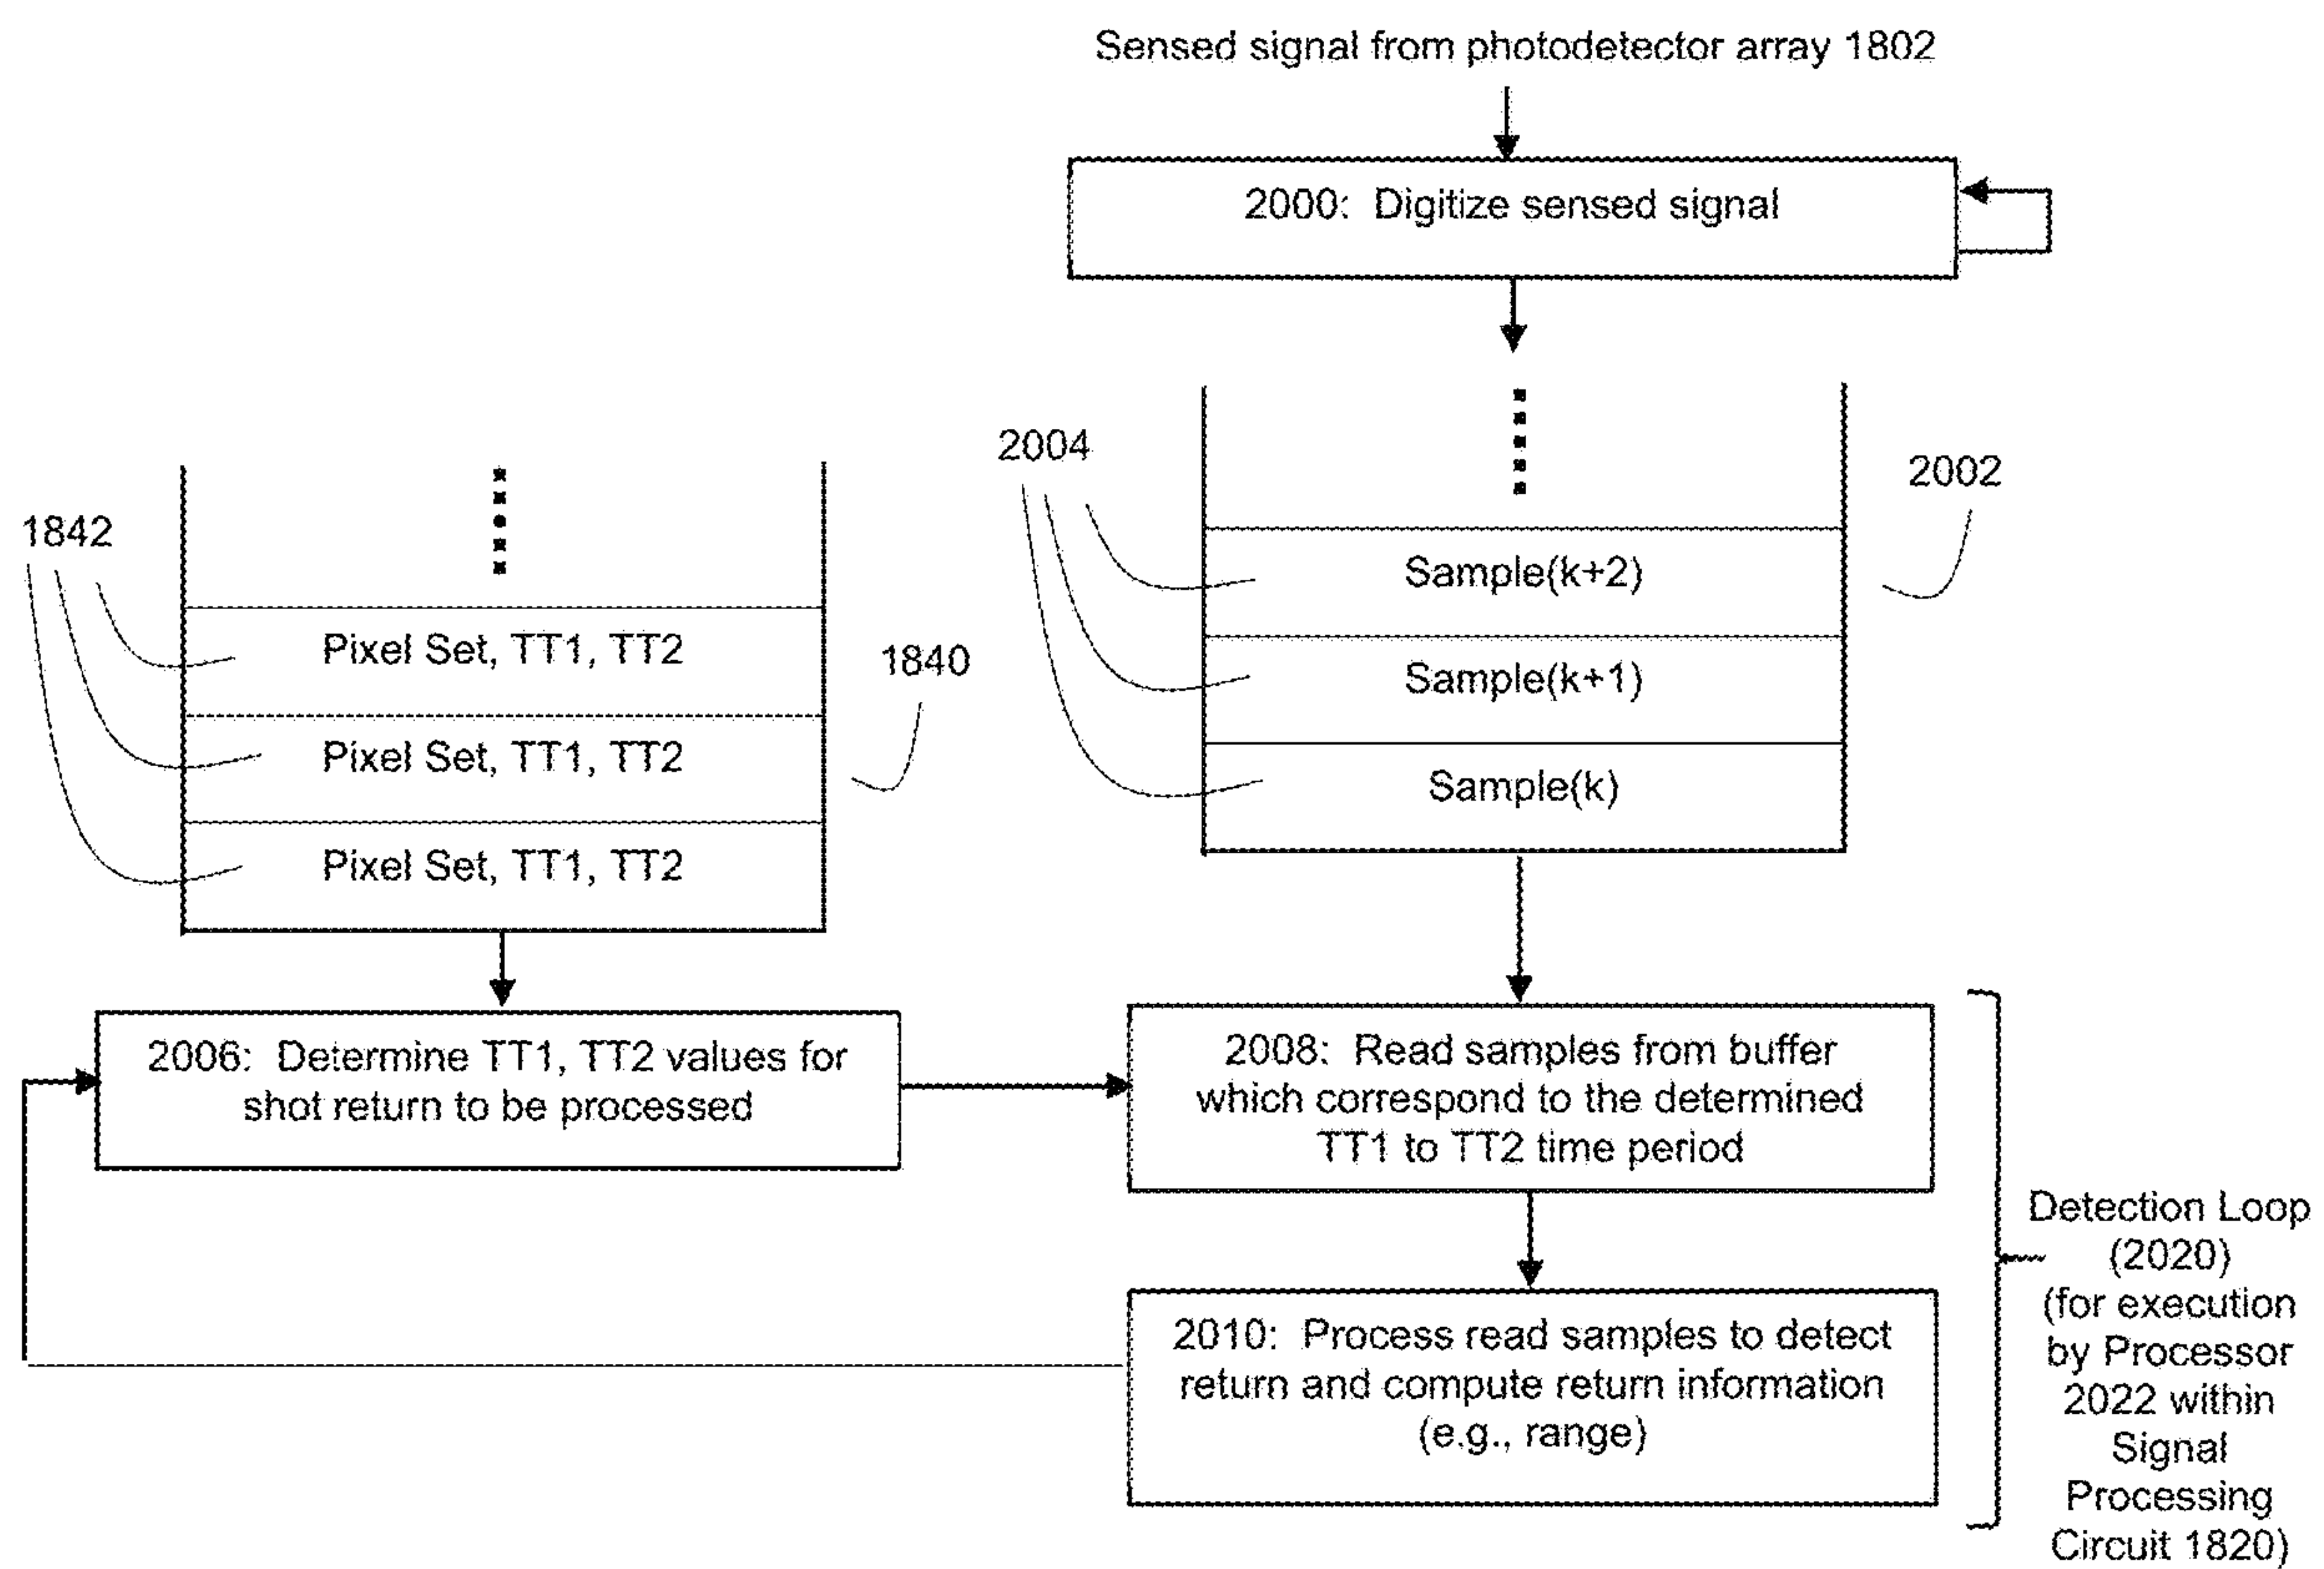 Sensed signal from photodetector array 1802
2000: Digitize sensed signal
2004
2002
1842
Sample(k+2)
Pixel Set, TT1, TT2
1840
Sample(k+1)
Pixel Set, TT1, TT2
Sample(k)
Pixel Set, TT1, TT2
2006: Determine TT1, TT2 values for
shot return to be processed
2008: Read samples from buffer
which correspond to the determined
TT1 to TT2 time period
2010: Process read samples to detect
return and compute return information
(e.g., range)
Detection Loop
(2020)
(for execution
by Processor
2022 within
Signal
Processing
Circuit 1820)